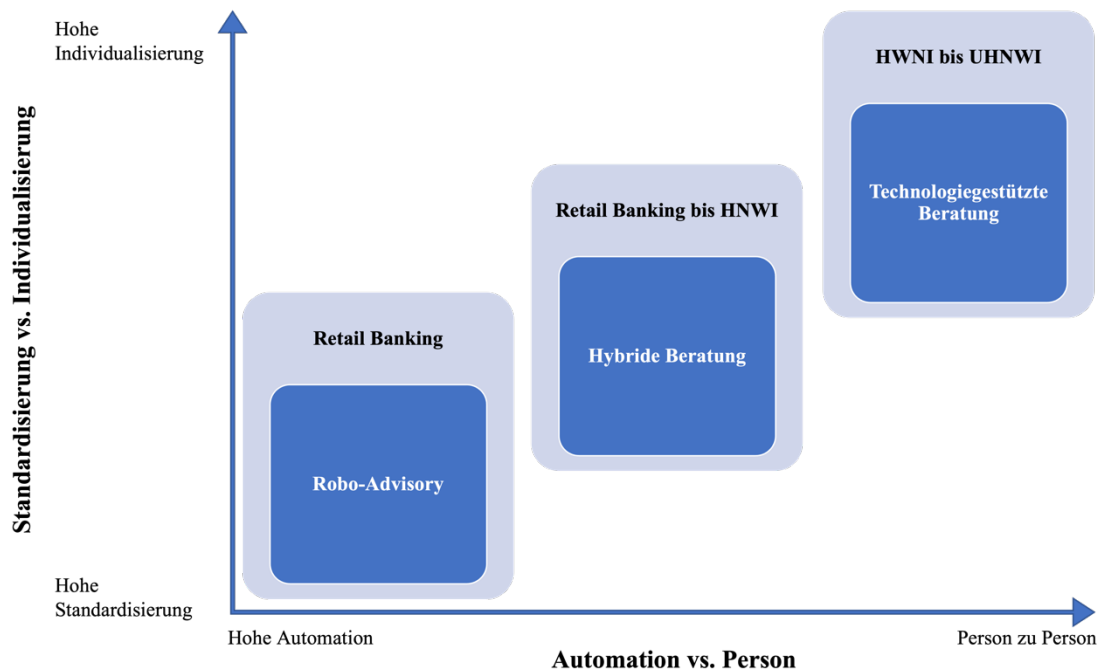 Hohe
Individualisierung
HWNI bis UHNWI
Technologiegestützte
Beratung
Retail Banking bis HNWI
Hybride Beratung
Retail Banking
Robo-Advisory
Standardisierung vs. Individualisierung
Hohe
Standardisierung
Hohe Automation
Person zu Person
Automation vs. Person